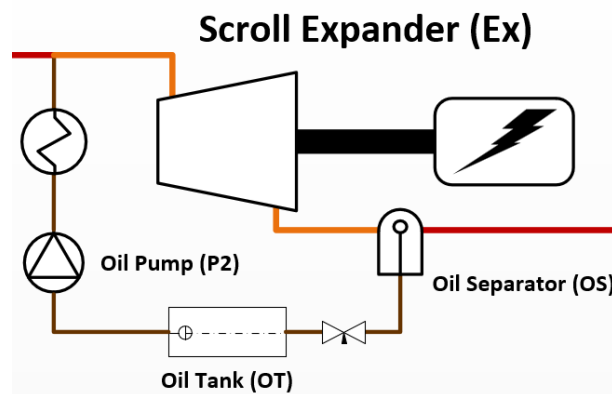 Scroll Expander (Ex)
Oil Pump (P2)
Oil Separator (OS)
Oil Tank (OT)